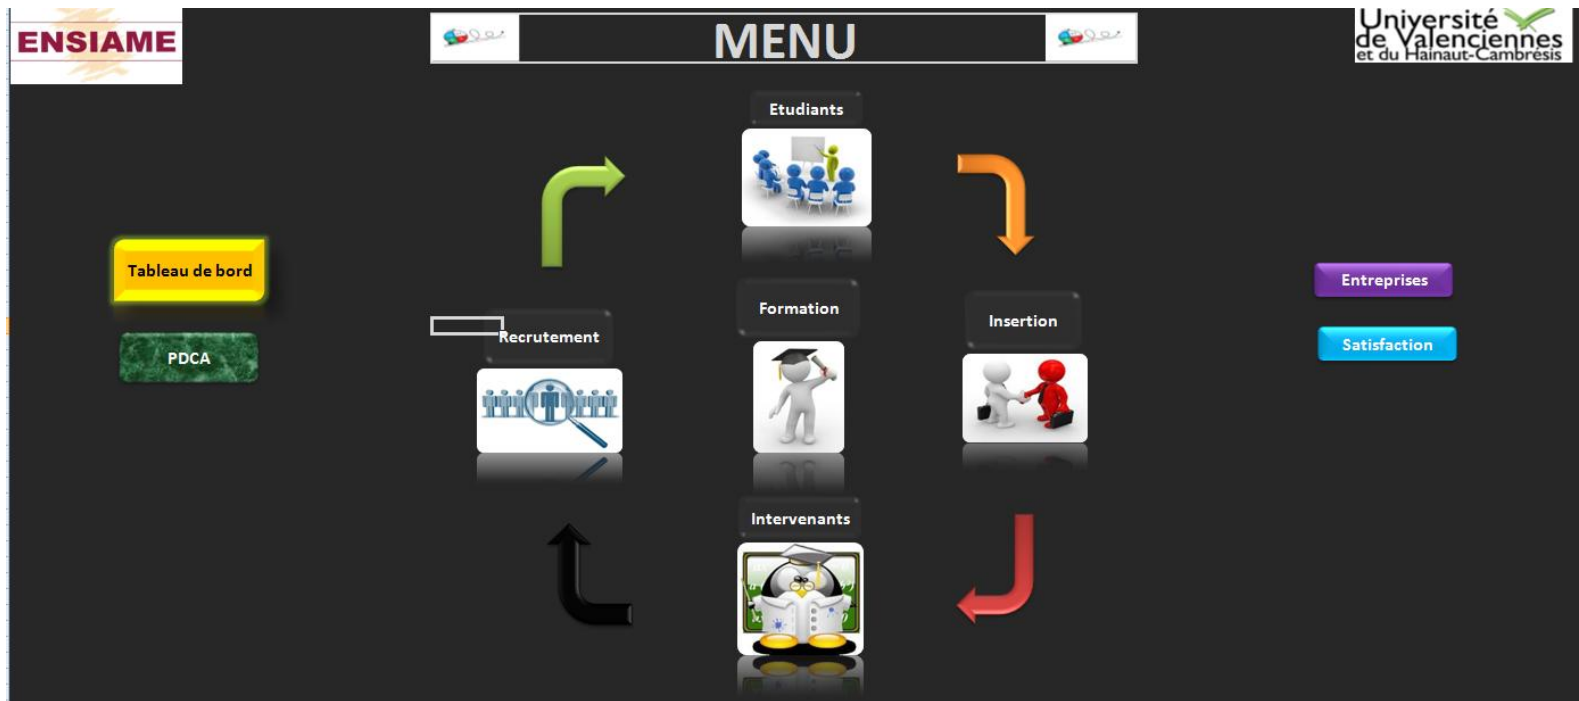 ENSIAME
MENU
Université
de Valenciennes
et du Hainaut-Cambrésis
Etudiants
Tableau de bord
PDCA
Recrutement
Formation
Insertion
Entreprises
Satisfaction
Intervenants